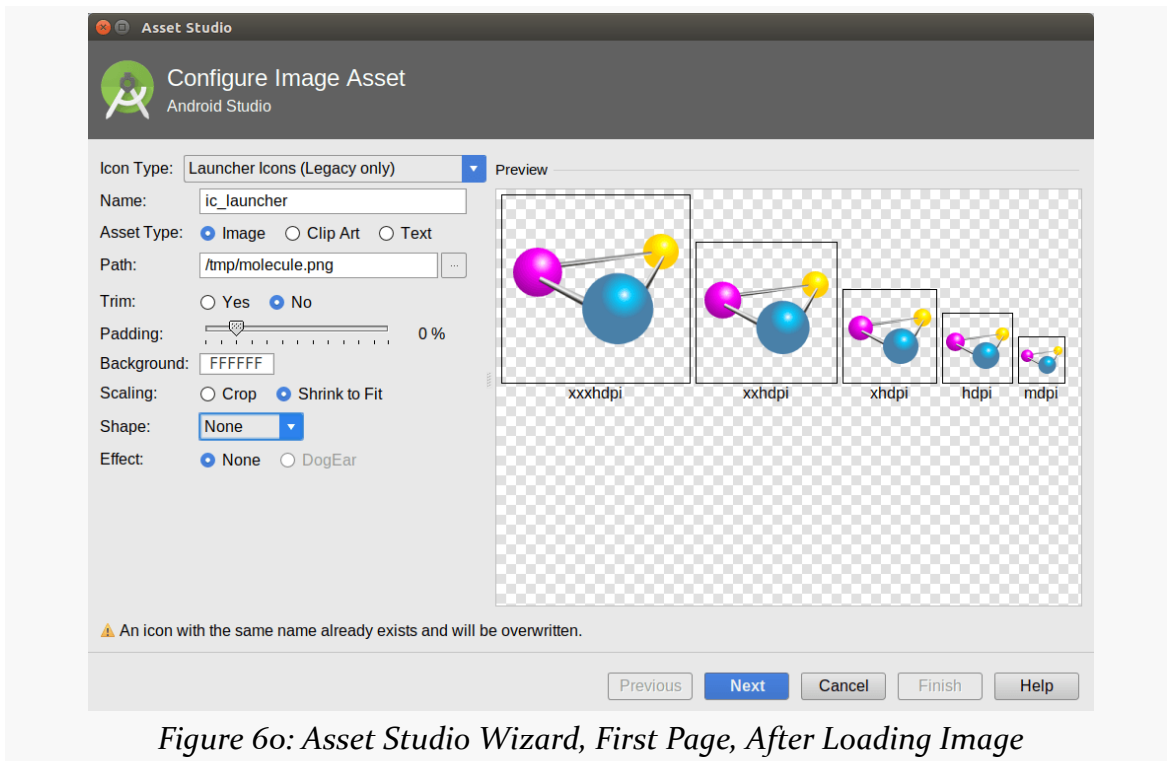 Asset Studio
Configure Image Asset
Android Studio
Icon Type: Launcher Icons (Legacy only)
Name: ic_launcher
Asset Type: Image Clip Art Text
Path: /tmp/molecule.png ...
Trim: Yes No
Padding: 0 %
Background: FFFFFF
Scaling: Crop Shrink to Fit
Shape: None
Effect: None DogEar
Preview
xxxhdpi xxhdpi xhdpi hdpi mdpi
An icon with the same name already exists and will be overwritten.
Previous Next Cancel Finish Help
Figure 60: Asset Studio Wizard, First Page, After Loading Image